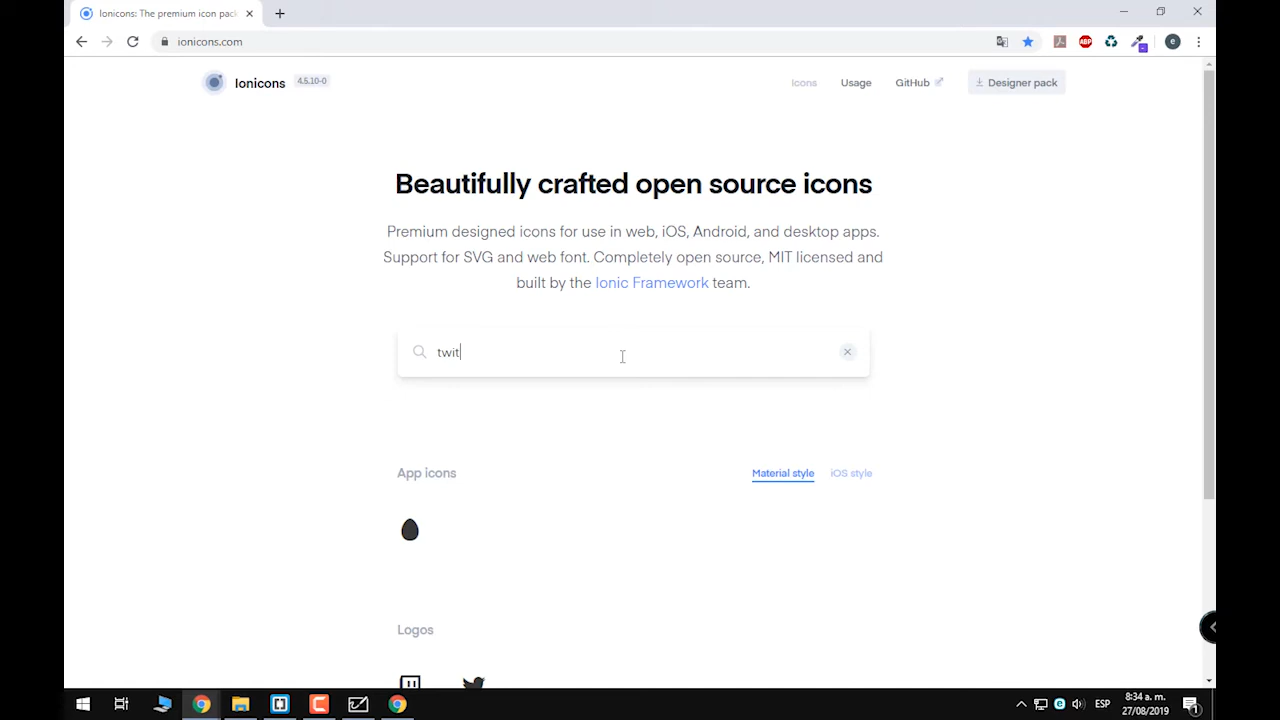 Ionicons: The premium icon pack
ionicons.com
Ionicons 4.5.10-0
Icons Usage GitHub Designer pack
Beautifully crafted open source icons
Premium designed icons for use in web, iOS, Android, and desktop apps.
Support for SVG and web font. Completely open source, MIT licensed and
built by the Ionic Framework team.
twit
App icons Material style iOS style
Logos
ABP
e
ESP
8:34 a. m.
27/08/2019
1